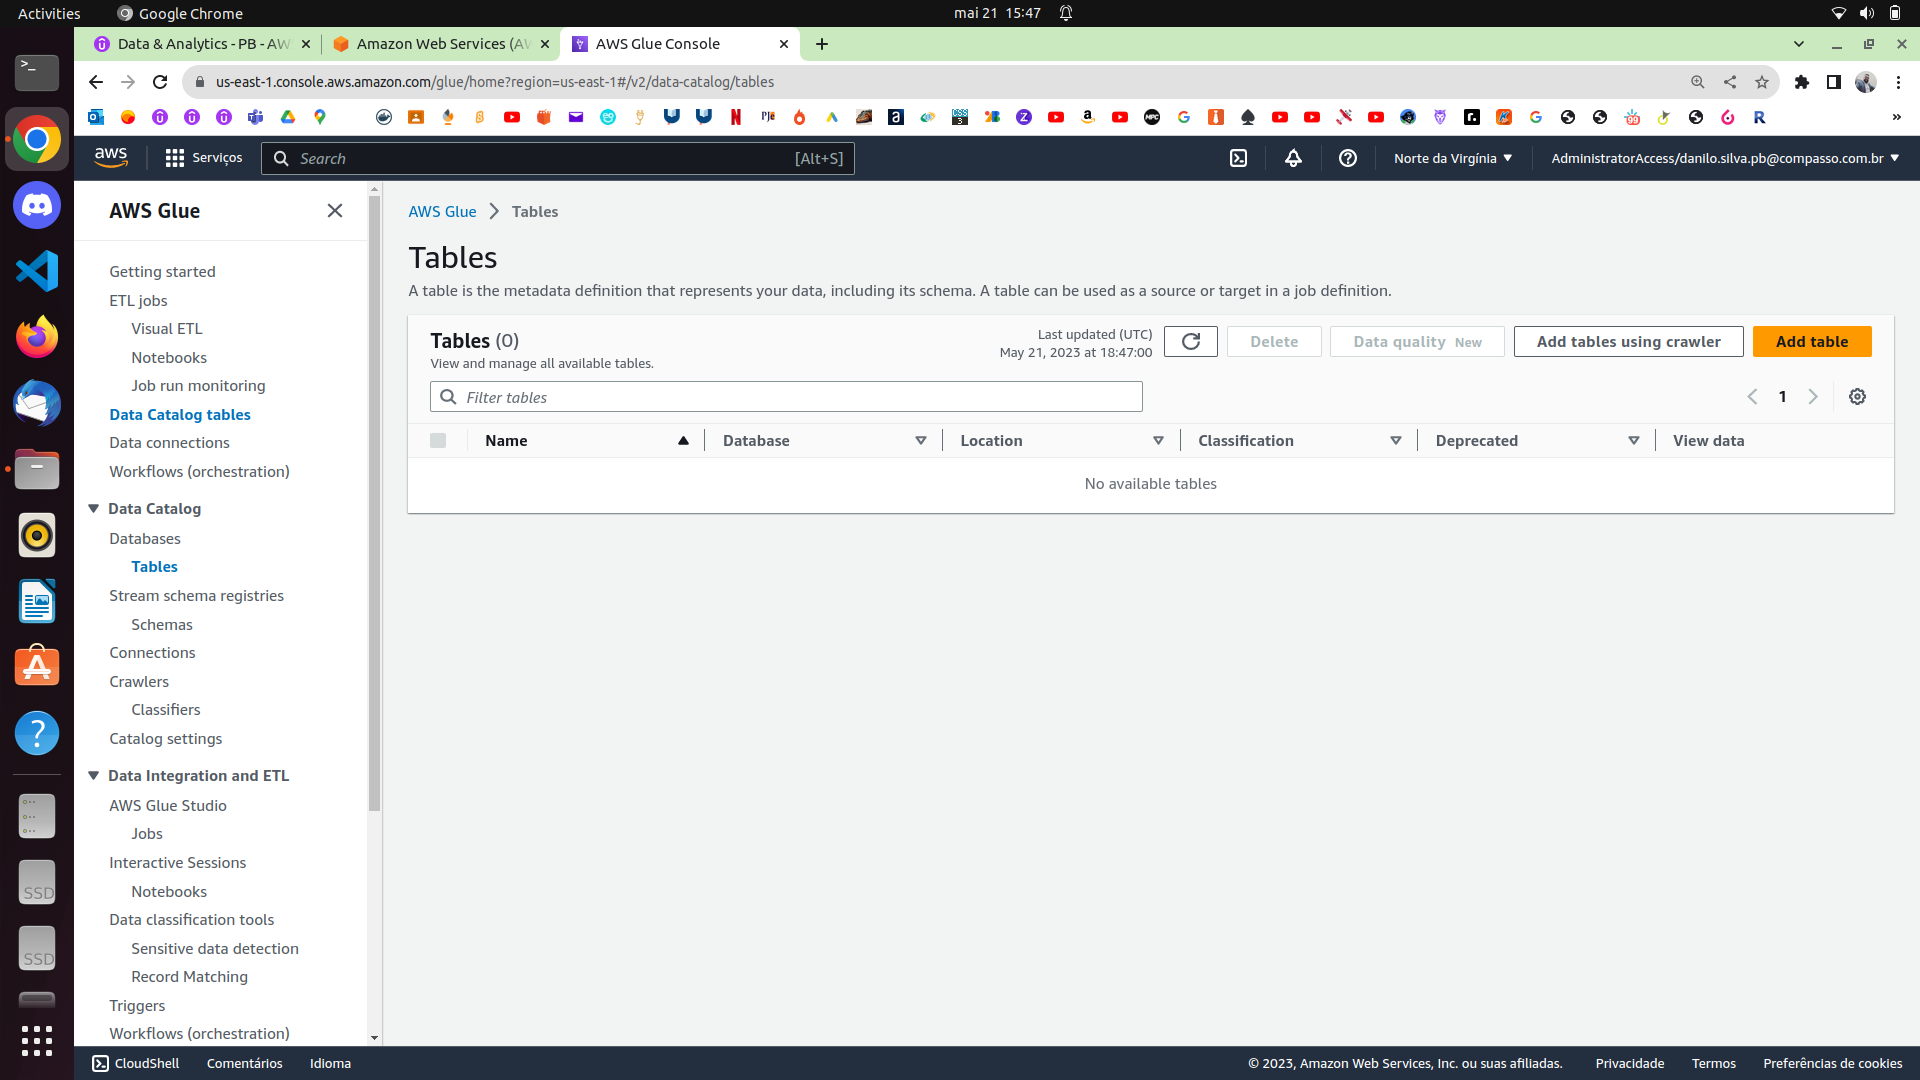 Activities
Google Chrome
mai 21 15:47
Data & Analytics - PB - AW
Amazon Web Services (AW
AWS Glue Console
us-east-1.console.aws.amazon.com/glue/home?region=us-east-1#/v2/data-catalog/tables
aws
Serviços
Search
[Alt+S]
Norte da Virgínia
AdministratorAccess/danilo.silva.pb@compasso.com.br
AWS Glue
Getting started
ETL jobs
Visual ETL
Notebooks
Job run monitoring
Data Catalog tables
Data connections
Workflows (orchestration)
Data Catalog
Databases
Tables
Stream schema registries
Schemas
Connections
Crawlers
Classifiers
Catalog settings
Data Integration and ETL
AWS Glue Studio
Jobs
Interactive Sessions
Notebooks
Data classification tools
Sensitive data detection
Record Matching
Triggers
Workflows (orchestration)
AWS Glue
Tables
Tables
A table is the metadata definition that represents your data, including its schema. A table can be used as a source or target in a job definition.
Tables (0)
View and manage all available tables.
Last updated (UTC)
May 21, 2023 at 18:47:00
Delete
Data quality New
Add tables using crawler
Add table
Filter tables
1
Name
Database
Location
Classification
Deprecated
View data
No available tables
SSD
SSD
CloudShell
Comentários
Idioma
© 2023, Amazon Web Services, Inc. ou suas afiliadas.
Privacidade
Termos
Preferências de cookies